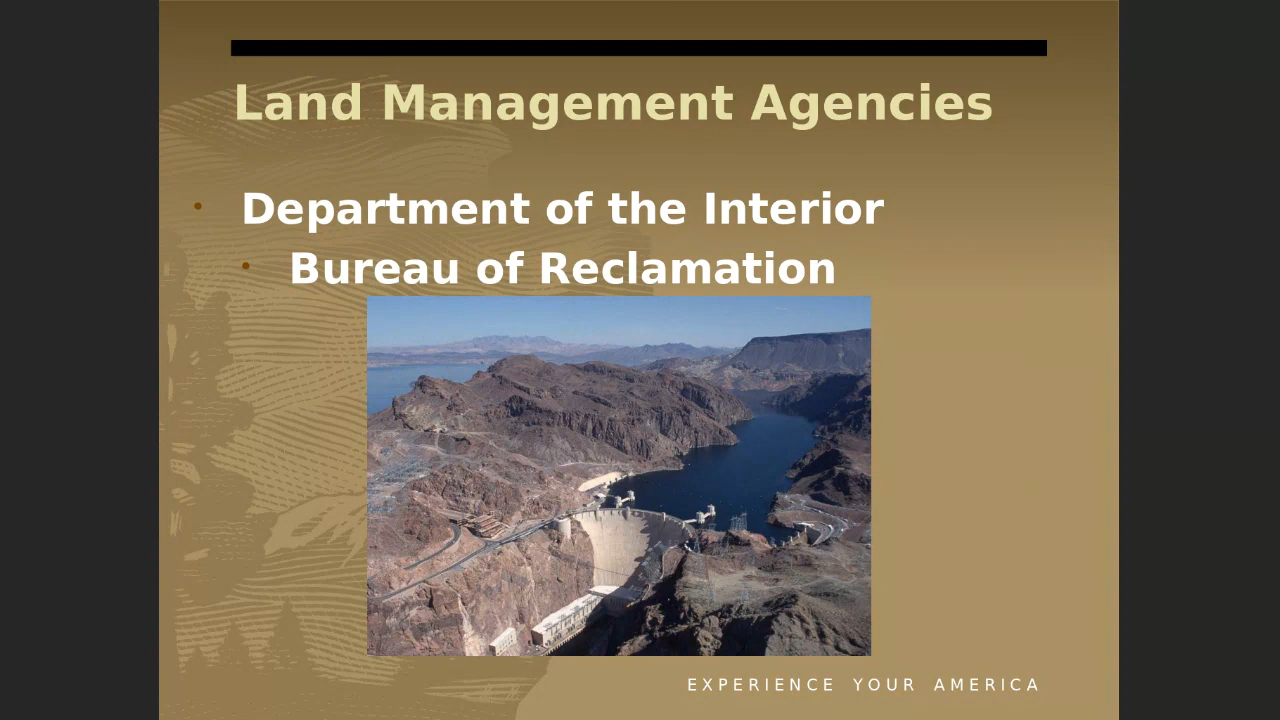 Land Management Agencies
• Department of the Interior
• Bureau of Reclamation
EXPERIENCE YOUR AMERICA